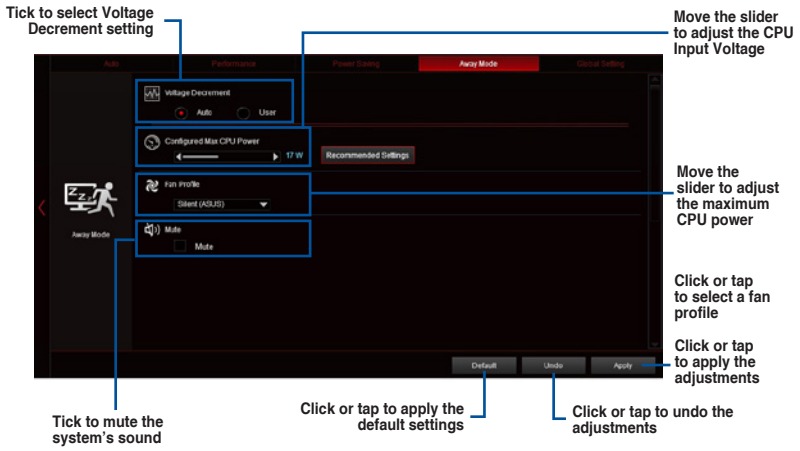 Tick to select Voltage
Decrement setting
Move the slider
to adjust the CPU
Input Voltage
Auto
Performance
Power Saving
Away Mode
Global Setting
Voltage Decrement
Auto
User
Configured Max CPU Power
17 W
Recommended Settings
Fan Profile
Silent (ASUS)
Away Mode
Mute
Mute
Move the
slider to adjust
the maximum
CPU power
Click or tap
to select a fan
profile
Default
Undo
Apply
Click or tap
to apply the
adjustments
Tick to mute the
system's sound
Click or tap to apply the
default settings
Click or tap to undo the
adjustments